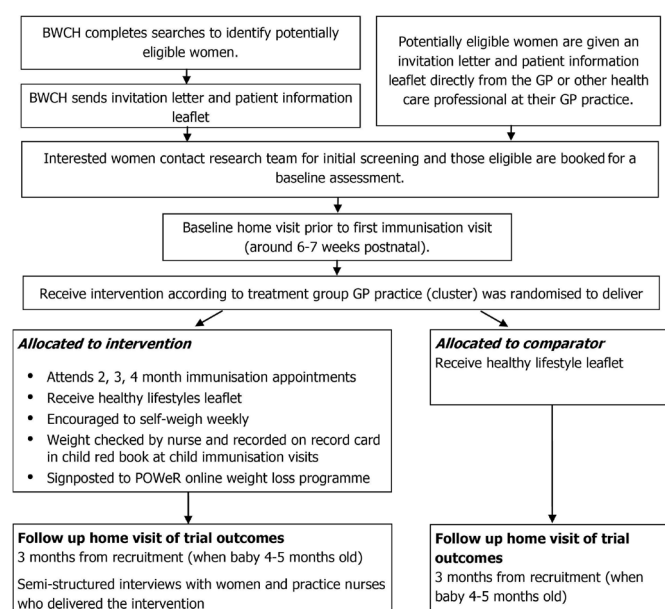 BWCH completes searches to identify potentially
eligible women.
BWCH sends invitation letter and patient information
leaflet
Potentially eligible women are given an
invitation letter and patient information
leaflet directly from the GP or other health
care professional at their GP practice.
Interested women contact research team for initial screening and those eligible are booked for a
baseline assessment.
Baseline home visit prior to first immunisation visit
(around 6-7 weeks postnatal).
Receive intervention according to treatment group GP practice (cluster) was randomised to deliver
Allocated to intervention
• Attends 2, 3, 4 month immunisation appointments
• Receive healthy lifestyles leaflet
• Encouraged to self-weigh weekly
• Weight checked by nurse and recorded on record card
in child red book at child immunisation visits
• Signposted to POWeR online weight loss programme
Allocated to comparator
Receive healthy lifestyle leaflet
Follow up home visit of trial outcomes
3 months from recruitment (when baby 4-5 months old)
Semi-structured interviews with women and practice nurses
who delivered the intervention
Follow up home visit of trial
outcomes
3 months from recruitment (when
baby 4-5 months old)